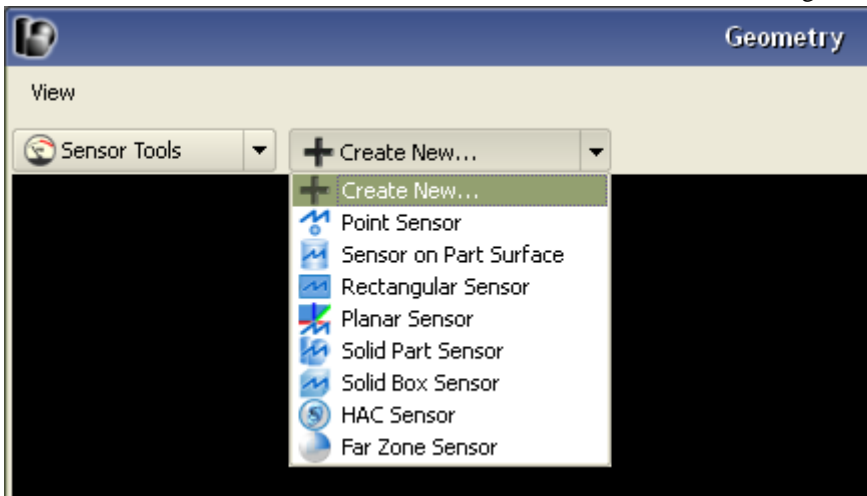 Geometry
View
Sensor Tools
Create New...
Create New...
Point Sensor
Sensor on Part Surface
Rectangular Sensor
Planar Sensor
Solid Part Sensor
Solid Box Sensor
HAC Sensor
Far Zone Sensor